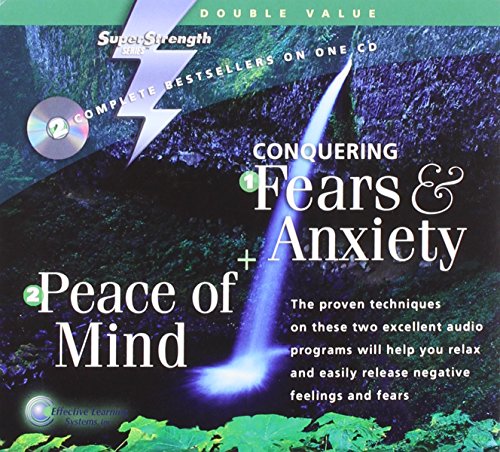 DOUBLE VALUE
Super Strength
SERIES™
2 COMPLETE BESTSELLERS ON ONE CD
CONQUERING
1 Fears &
Anxiety
+
2 Peace of
Mind
The proven techniques
on these two excellent audio
programs will help you relax
and easily release negative
feelings and fears
Effective Learning
Systems, Inc.